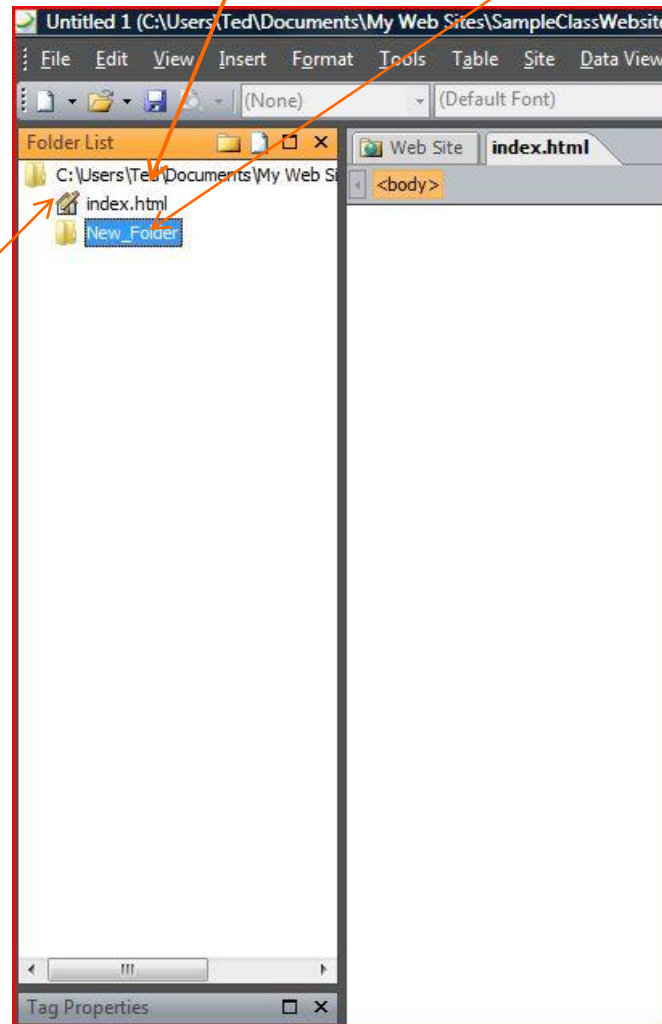 Untitled 1 (C:\Users\Ted\Documents\My Web Sites\SampleClassWebsite
File Edit View Insert Format Tools Table Site Data View
(None) (Default Font)
Folder List
Web Site index.html
C:\Users\Ted\Documents\My Web Si
<body>
index.html
New_Folder
Tag Properties